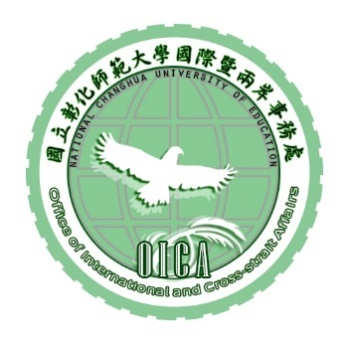 國立彰化師範大學國際暨兩岸事務處
NATIONAL CHANGHUA UNIVERSITY OF EDUCATION
OICA
Office of International and Cross-strait Affairs